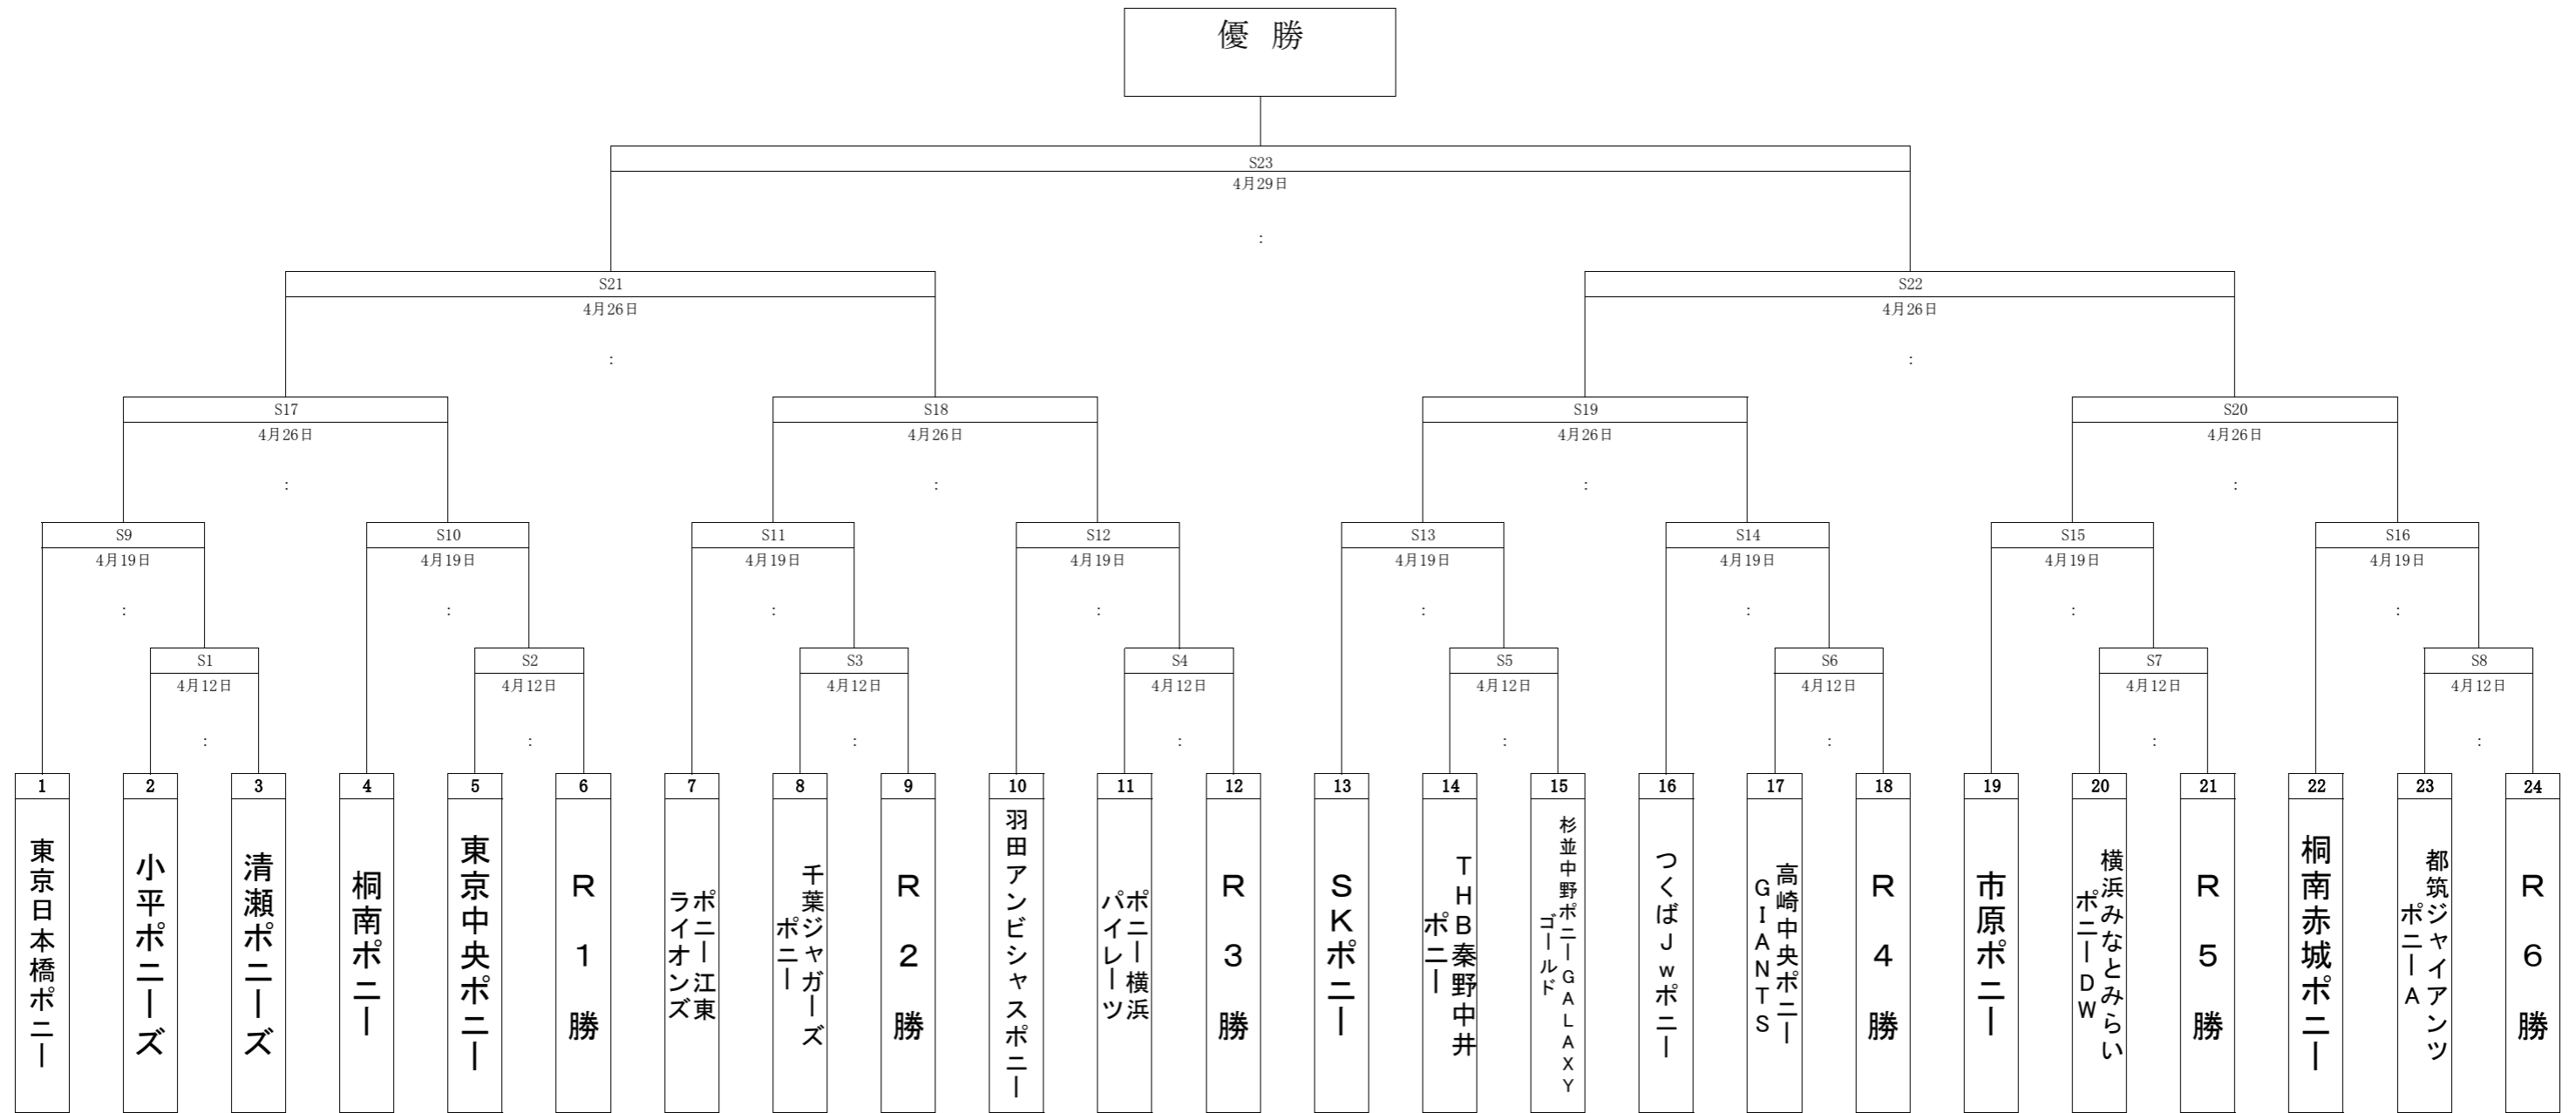 優 勝
S23
4月29日
:
S21
S22
4月26日
4月26日
:
:
S17
S18
S19
S20
4月26日
4月26日
4月26日
4月26日
:
:
:
:
S9
S10
S11
S12
S13
S14
S15
S16
4月19日
4月19日
4月19日
4月19日
4月19日
4月19日
4月19日
4月19日
:
:
:
:
:
:
:
:
S1
S2
S3
S4
S5
S6
S7
S8
4月12日
4月12日
4月12日
4月12日
4月12日
4月12日
4月12日
4月12日
:
:
:
:
:
:
:
:
1
東京日本橋ポニー
2
小平ポニーズ
3
清瀬ポニーズ
4
桐南ポニー
5
東京中央ポニー
6
R 1 勝
7
ポニー江東
ライオンズ
8
千葉ジャガーズ
ポニー
9
R 2 勝
10
羽田アンビシャスポニー
11
ポニー横浜
パイレーツ
12
R 3 勝
13
SKポニー
14
THB秦野中井
ポニー
15
杉並中野ポニーGALAXY
ゴールド
16
つくばJwポニー
17
高崎中央ポニー
GIANTS
18
R 4 勝
19
市原ポニー
20
横浜みなとみらい
ポニーDW
21
R 5 勝
22
桐南赤城ポニー
23
都筑ジャイアンツ
ポニーA
24
R 6 勝